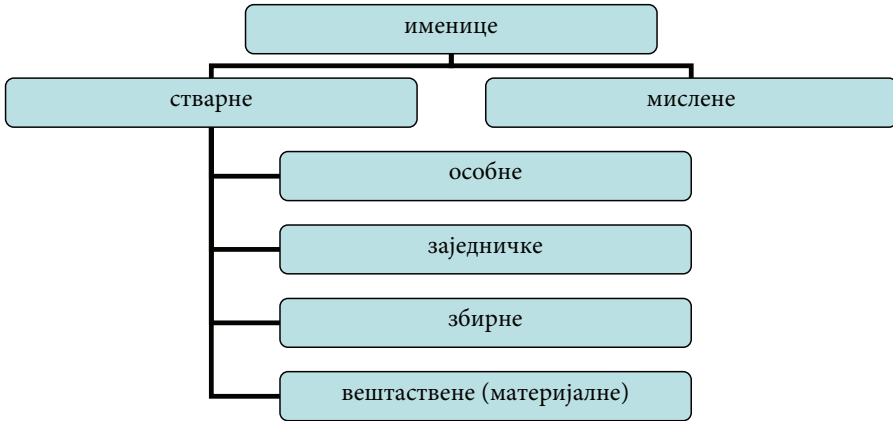 именице
стварне
мислене
особне
заједничке
збирне
вештаствене (материјалне)